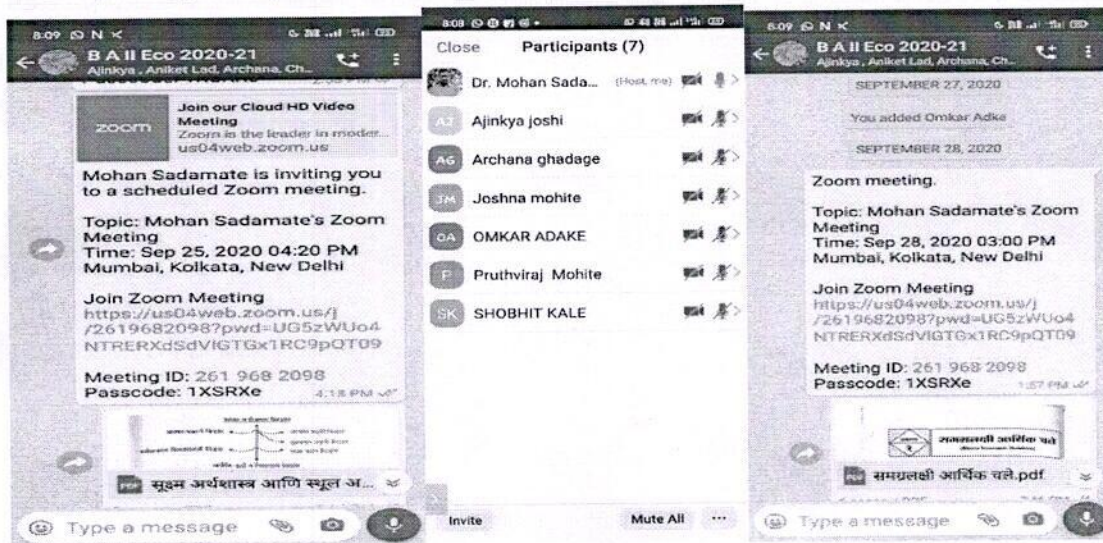 8:09
B A II Eco 2020-21
Ajinkya , Aniket Lad, Archana, Ch...
zoom
Join our Cloud HD Video
Meeting
Zoom is the leader in moder...
us04web.zoom.us
Mohan Sadamate is inviting you
to a scheduled Zoom meeting.
Topic: Mohan Sadamate's Zoom
Meeting
Time: Sep 25, 2020 04:20 PM
Mumbai, Kolkata, New Delhi
Join Zoom Meeting
https://us04web.zoom.us/j
/2619682098?pwd=UG5zWUo4
NTRERXdSdVlGTGx1RC9pQT09
Meeting ID: 261 968 2098
Passcode: 1XSRXe
4:18 PM
PDF
सूक्ष्म अर्थशास्त्र आणि स्थूल अ...
Type a message
8:08
Close
Participants (7)
Dr. Mohan Sada...
(Host, me)
AJ
Ajinkya joshi
AG
Archana ghadage
JM
Joshna mohite
OA
OMKAR ADAKE
P
Pruthviraj Mohite
SK
SHOBHIT KALE
Invite
Mute All
...
8:09
B A II Eco 2020-21
Ajinkya , Aniket Lad, Archana, Ch...
SEPTEMBER 27, 2020
You added Omkar Adke
SEPTEMBER 28, 2020
Zoom meeting.
Topic: Mohan Sadamate's Zoom
Meeting
Time: Sep 28, 2020 03:00 PM
Mumbai, Kolkata, New Delhi
Join Zoom Meeting
https://us04web.zoom.us/j
/2619682098?pwd=UG5zWUo4
NTRERXdSdVlGTGx1RC9pQT09
Meeting ID: 261 968 2098
Passcode: 1XSRXe
1:57 PM
समग्रलक्षी आर्थिक चले
PDF
समग्रलक्षी आर्थिक चले.pdf
Type a message